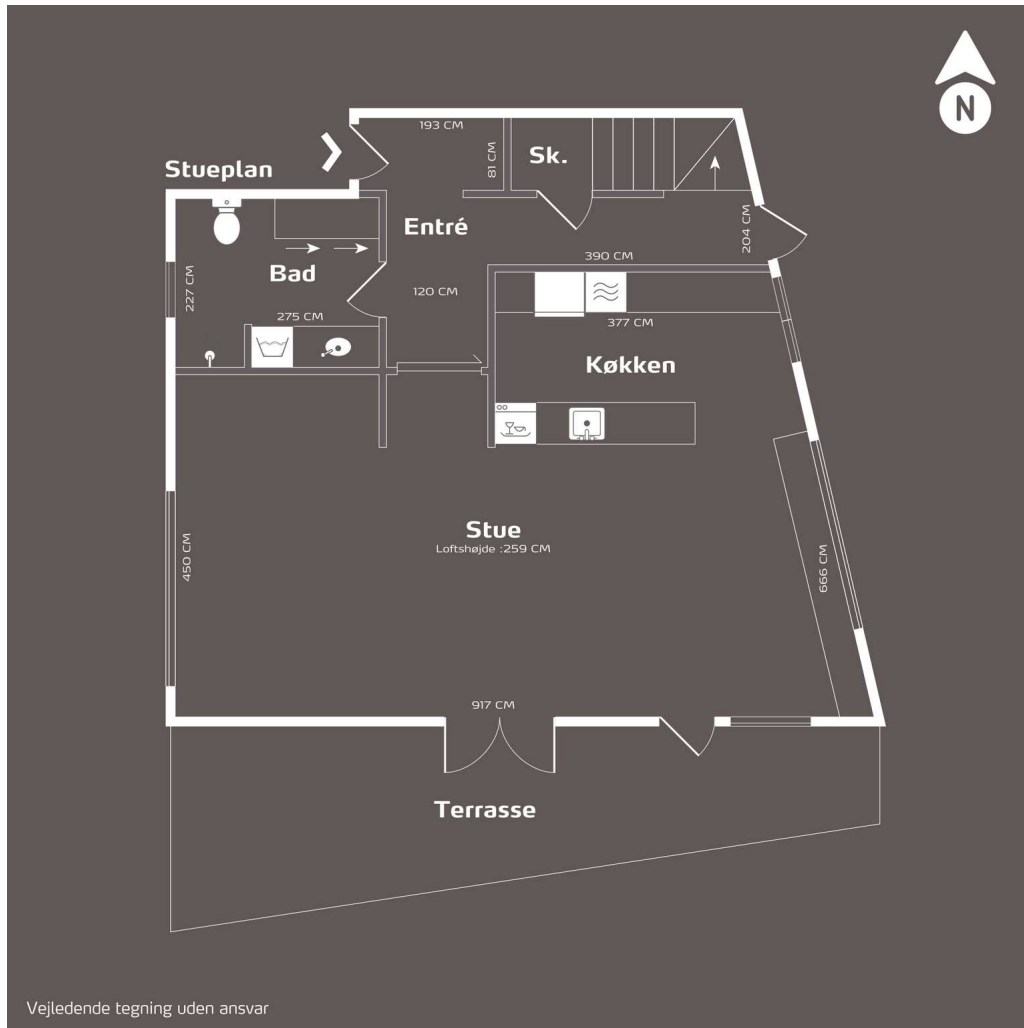 N
193 CM
81 CM
Sk.
Stueplan
Entré
204 CM
390 CM
Bad
227 CM
120 CM
275 CM
377 CM
Køkken
Stue
Loftshøjde :259 CM
450 CM
666 CM
917 CM
Terrasse
Vejledende tegning uden ansvar